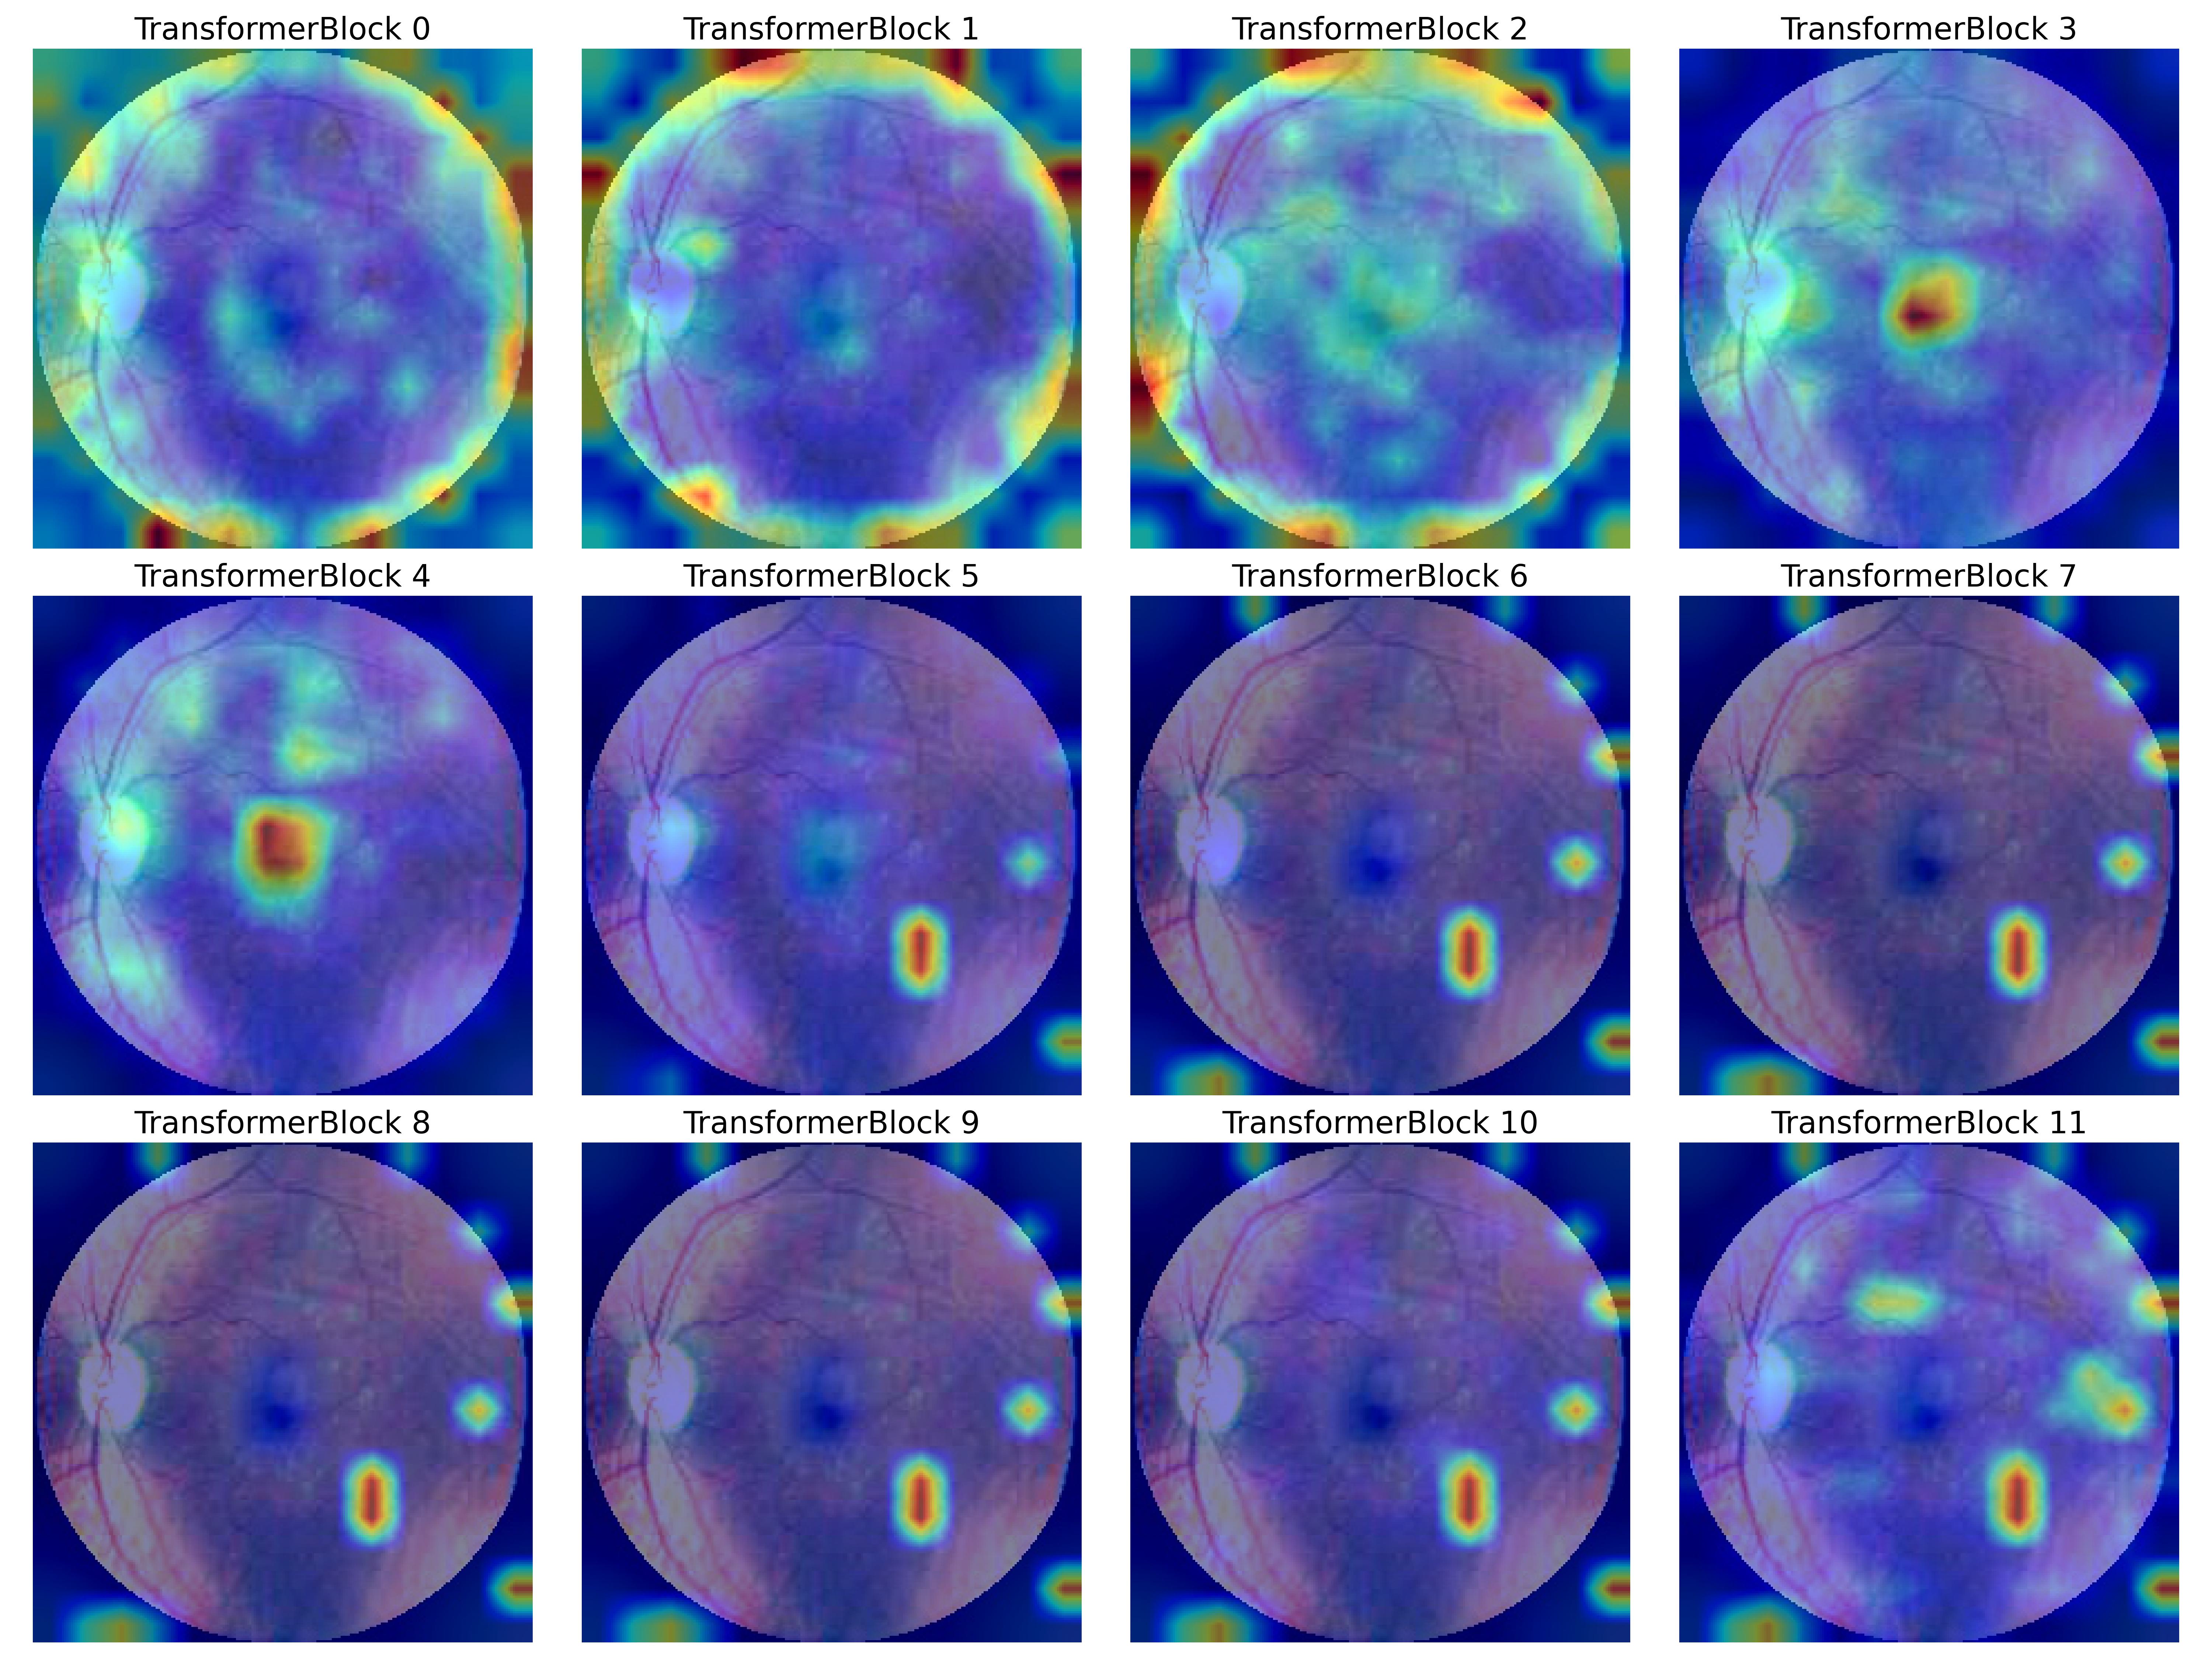 TransformerBlock 0
TransformerBlock 1
TransformerBlock 2
TransformerBlock 3
TransformerBlock 4
TransformerBlock 5
TransformerBlock 6
TransformerBlock 7
TransformerBlock 8
TransformerBlock 9
TransformerBlock 10
TransformerBlock 11